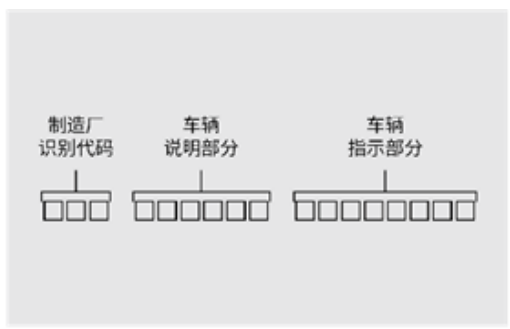 制造厂
识别代码
车辆
说明部分
车辆
指示部分